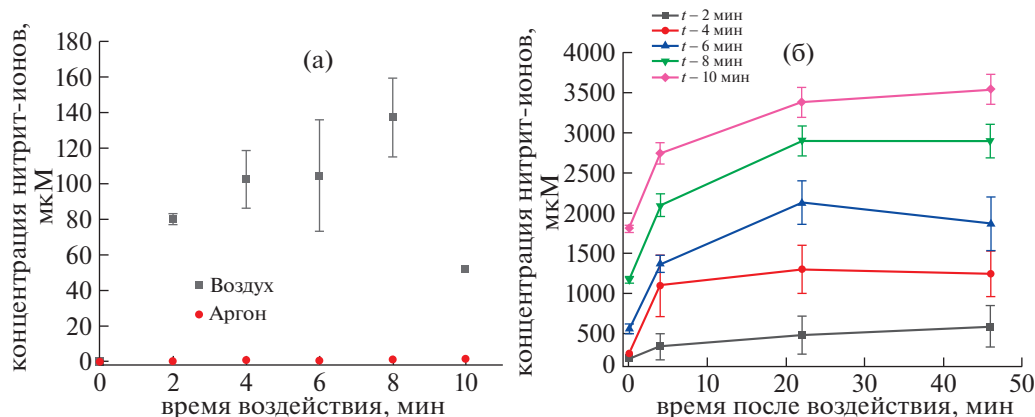 (а)
концентрация нитрит-ионов,
мкМ
180
160
140
120
100
80
60
40
20
0
Воздух
Аргон
0 2 4 6 8 10
время воздействия, мин
(б)
t – 2 мин
t – 4 мин
t – 6 мин
t – 8 мин
t – 10 мин
концентрация нитрит-ионов,
мкМ
4000
3500
3000
2500
2000
1500
1000
500
0
0 10 20 30 40 50
время после воздействия, мин